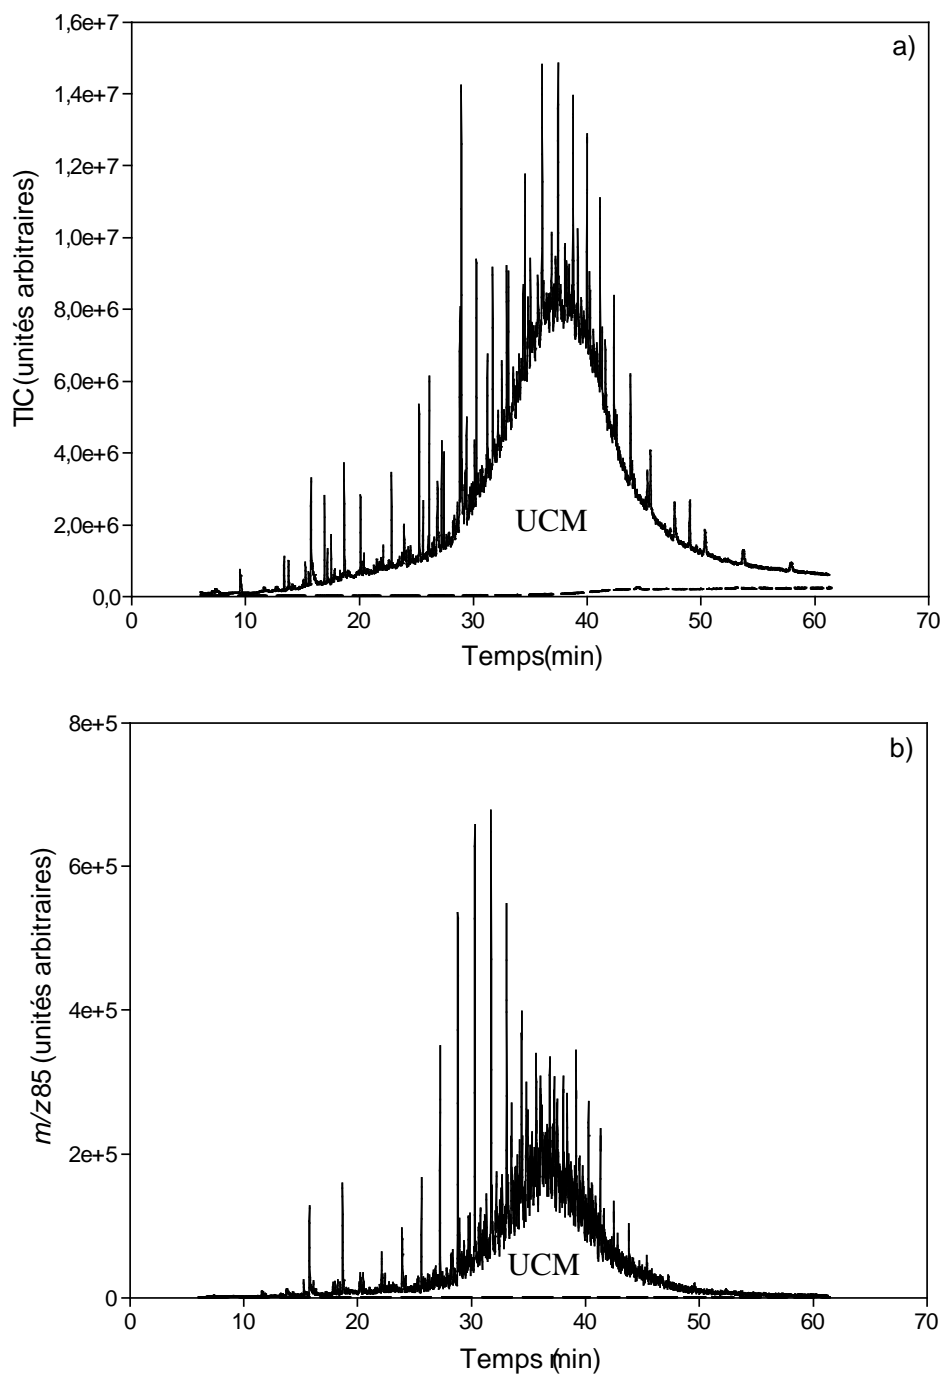 a)
1,6e+7
1,4e+7
1,2e+7
1,0e+7
8,0e+6
6,0e+6
4,0e+6
2,0e+6
0,0
TIC(unités arbitraires)
UCM
0 10 20 30 40 50 60 70
Temps(min)
b)
8e+5
6e+5
4e+5
2e+5
0
m/z85 (unités arbitraires)
UCM
0 10 20 30 40 50 60 70
Temps (min)